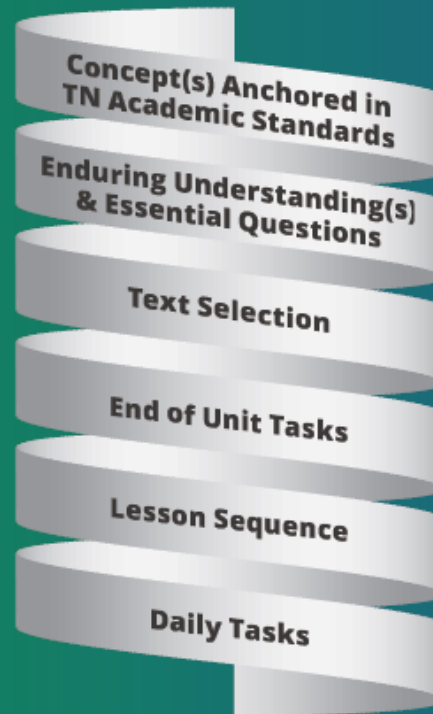 Concept(s) Anchored in
TN Academic Standards
Enduring Understanding(s)
& Essential Questions
Text Selection
End of Unit Tasks
Lesson Sequence
Daily Tasks